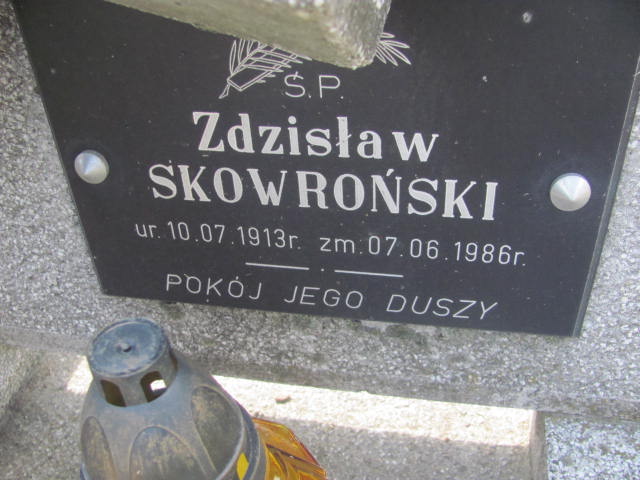 Ś.P.
Zdzisław
SKOWROŃSKI
ur. 10.07.1913r. zm. 07.06.1986r.
POKÓJ JEGO DUSZY